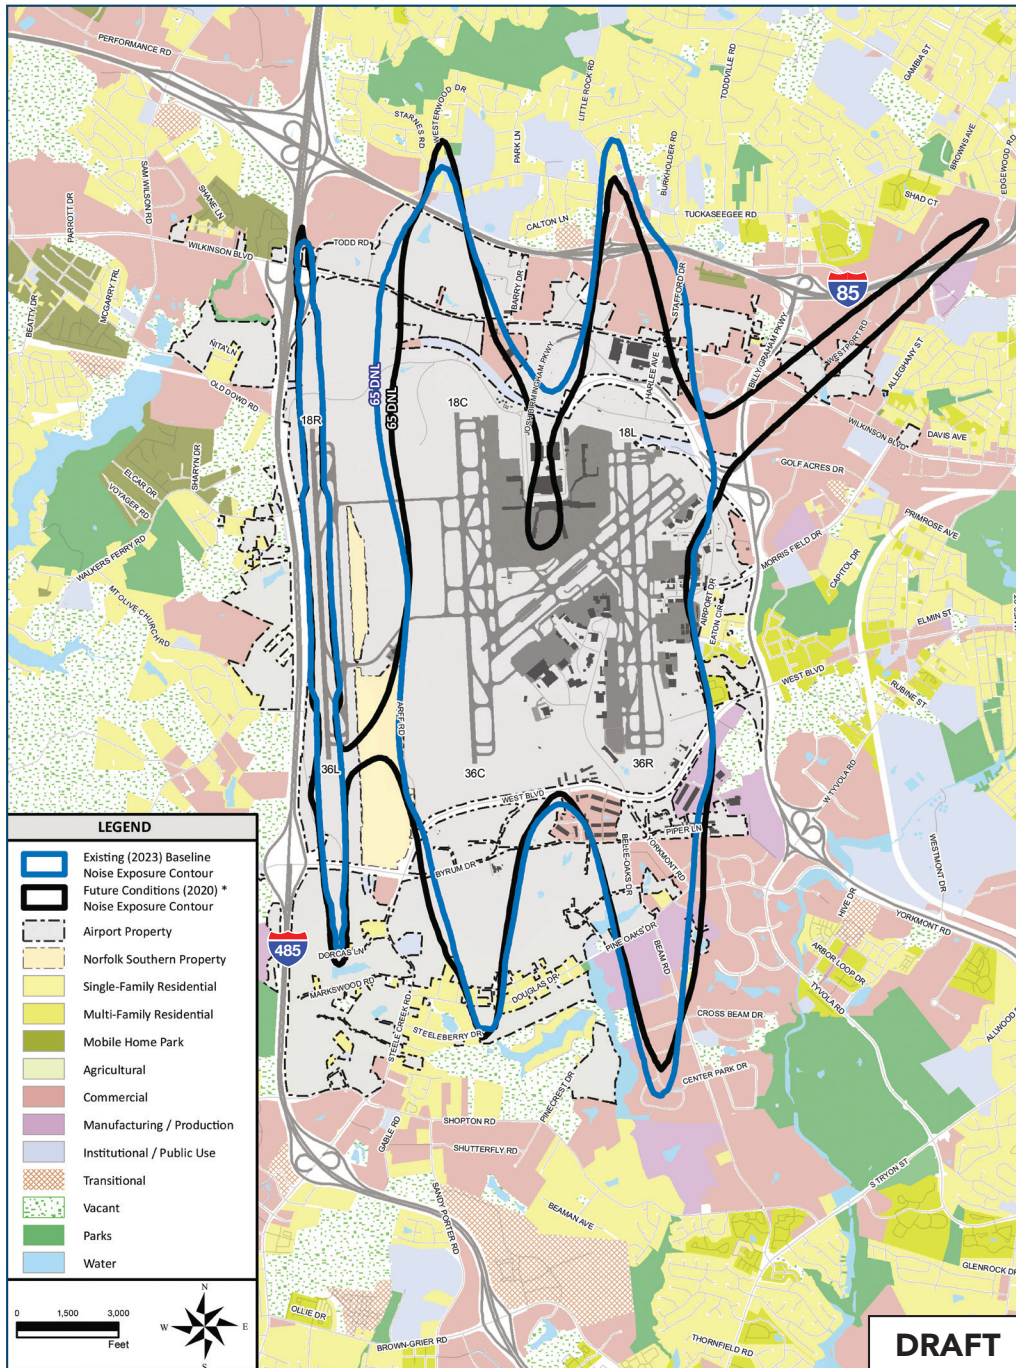 PERFORMANCE RD
STARNES RD
WESTERWOOD DR
PARK LN
LITTLE ROCK RD
BURKHOLDER RD
TODDVILLE RD
GAMBIA ST
BROWNS AVE
EDGEWOOD RD
SHAD CT
TUCKASEEGEE RD
CALTON LN
SAM WILSON RD
SHANE LN
PARROTT DR
WILKINSON BLVD
TODD RD
BARRY DR
STAFFORD DR
85
BEATTY DR
MCGARRY TRL
NITA LN
OLD DOWD RD
65 DNL
65 DNL
JOSH BIRMINGHAM PKWY
HARLEE AVE
BILLY GRAHAM PKWY
WESTPORT RD
ALLEGHANY ST
WILKINSON BLVD
DAVIS AVE
18R
18C
18L
GOLF ACRES DR
ELCAR DR
VOYAGER RD
SHARYN DR
WALKERS FERRY RD
MT OLIVE CHURCH RD
MORRIS FIELD DR
PRIMROSE AVE
CAPITOL DR
ELMIN ST
AIRPORT DR
EATON CIR
WEST BLVD
RUBINE ST
ARFF RD
36L
36C
36R
W TYVOLA RD
WEST BLVD
PIPER LN
BYRUM DR
BELLE-OAKS DR
YORKMONT RD
WESTMONT DR
HIVE DR
YORKMONT RD
ARBOR LOOP DR
TYVOLA RD
ALLWOOD
485
DORCAS LN
MARKSWOOD RD
STEELE CREEK RD
STEELEBERRY DR
DOUGLAS DR
PINE OAKS DR
BEAM RD
CROSS BEAM DR
CENTER PARK DR
PINECREST DR
GABLE RD
SHOPTON RD
SHUTTERFLY RD
SANDY PORTER RD
BEAMAN AVE
S TRYON ST
GLENROCK DR
OLLIE DR
BROWN-GRIER RD
THORNFIELD RD
LEGEND
Existing (2023) Baseline
Noise Exposure Contour
Future Conditions (2020) *
Noise Exposure Contour
Airport Property
Norfolk Southern Property
Single-Family Residential
Multi-Family Residential
Mobile Home Park
Agricultural
Commercial
Manufacturing / Production
Institutional / Public Use
Transitional
Vacant
Parks
Water
0 1,500 3,000
Feet
N
W E
S
DRAFT